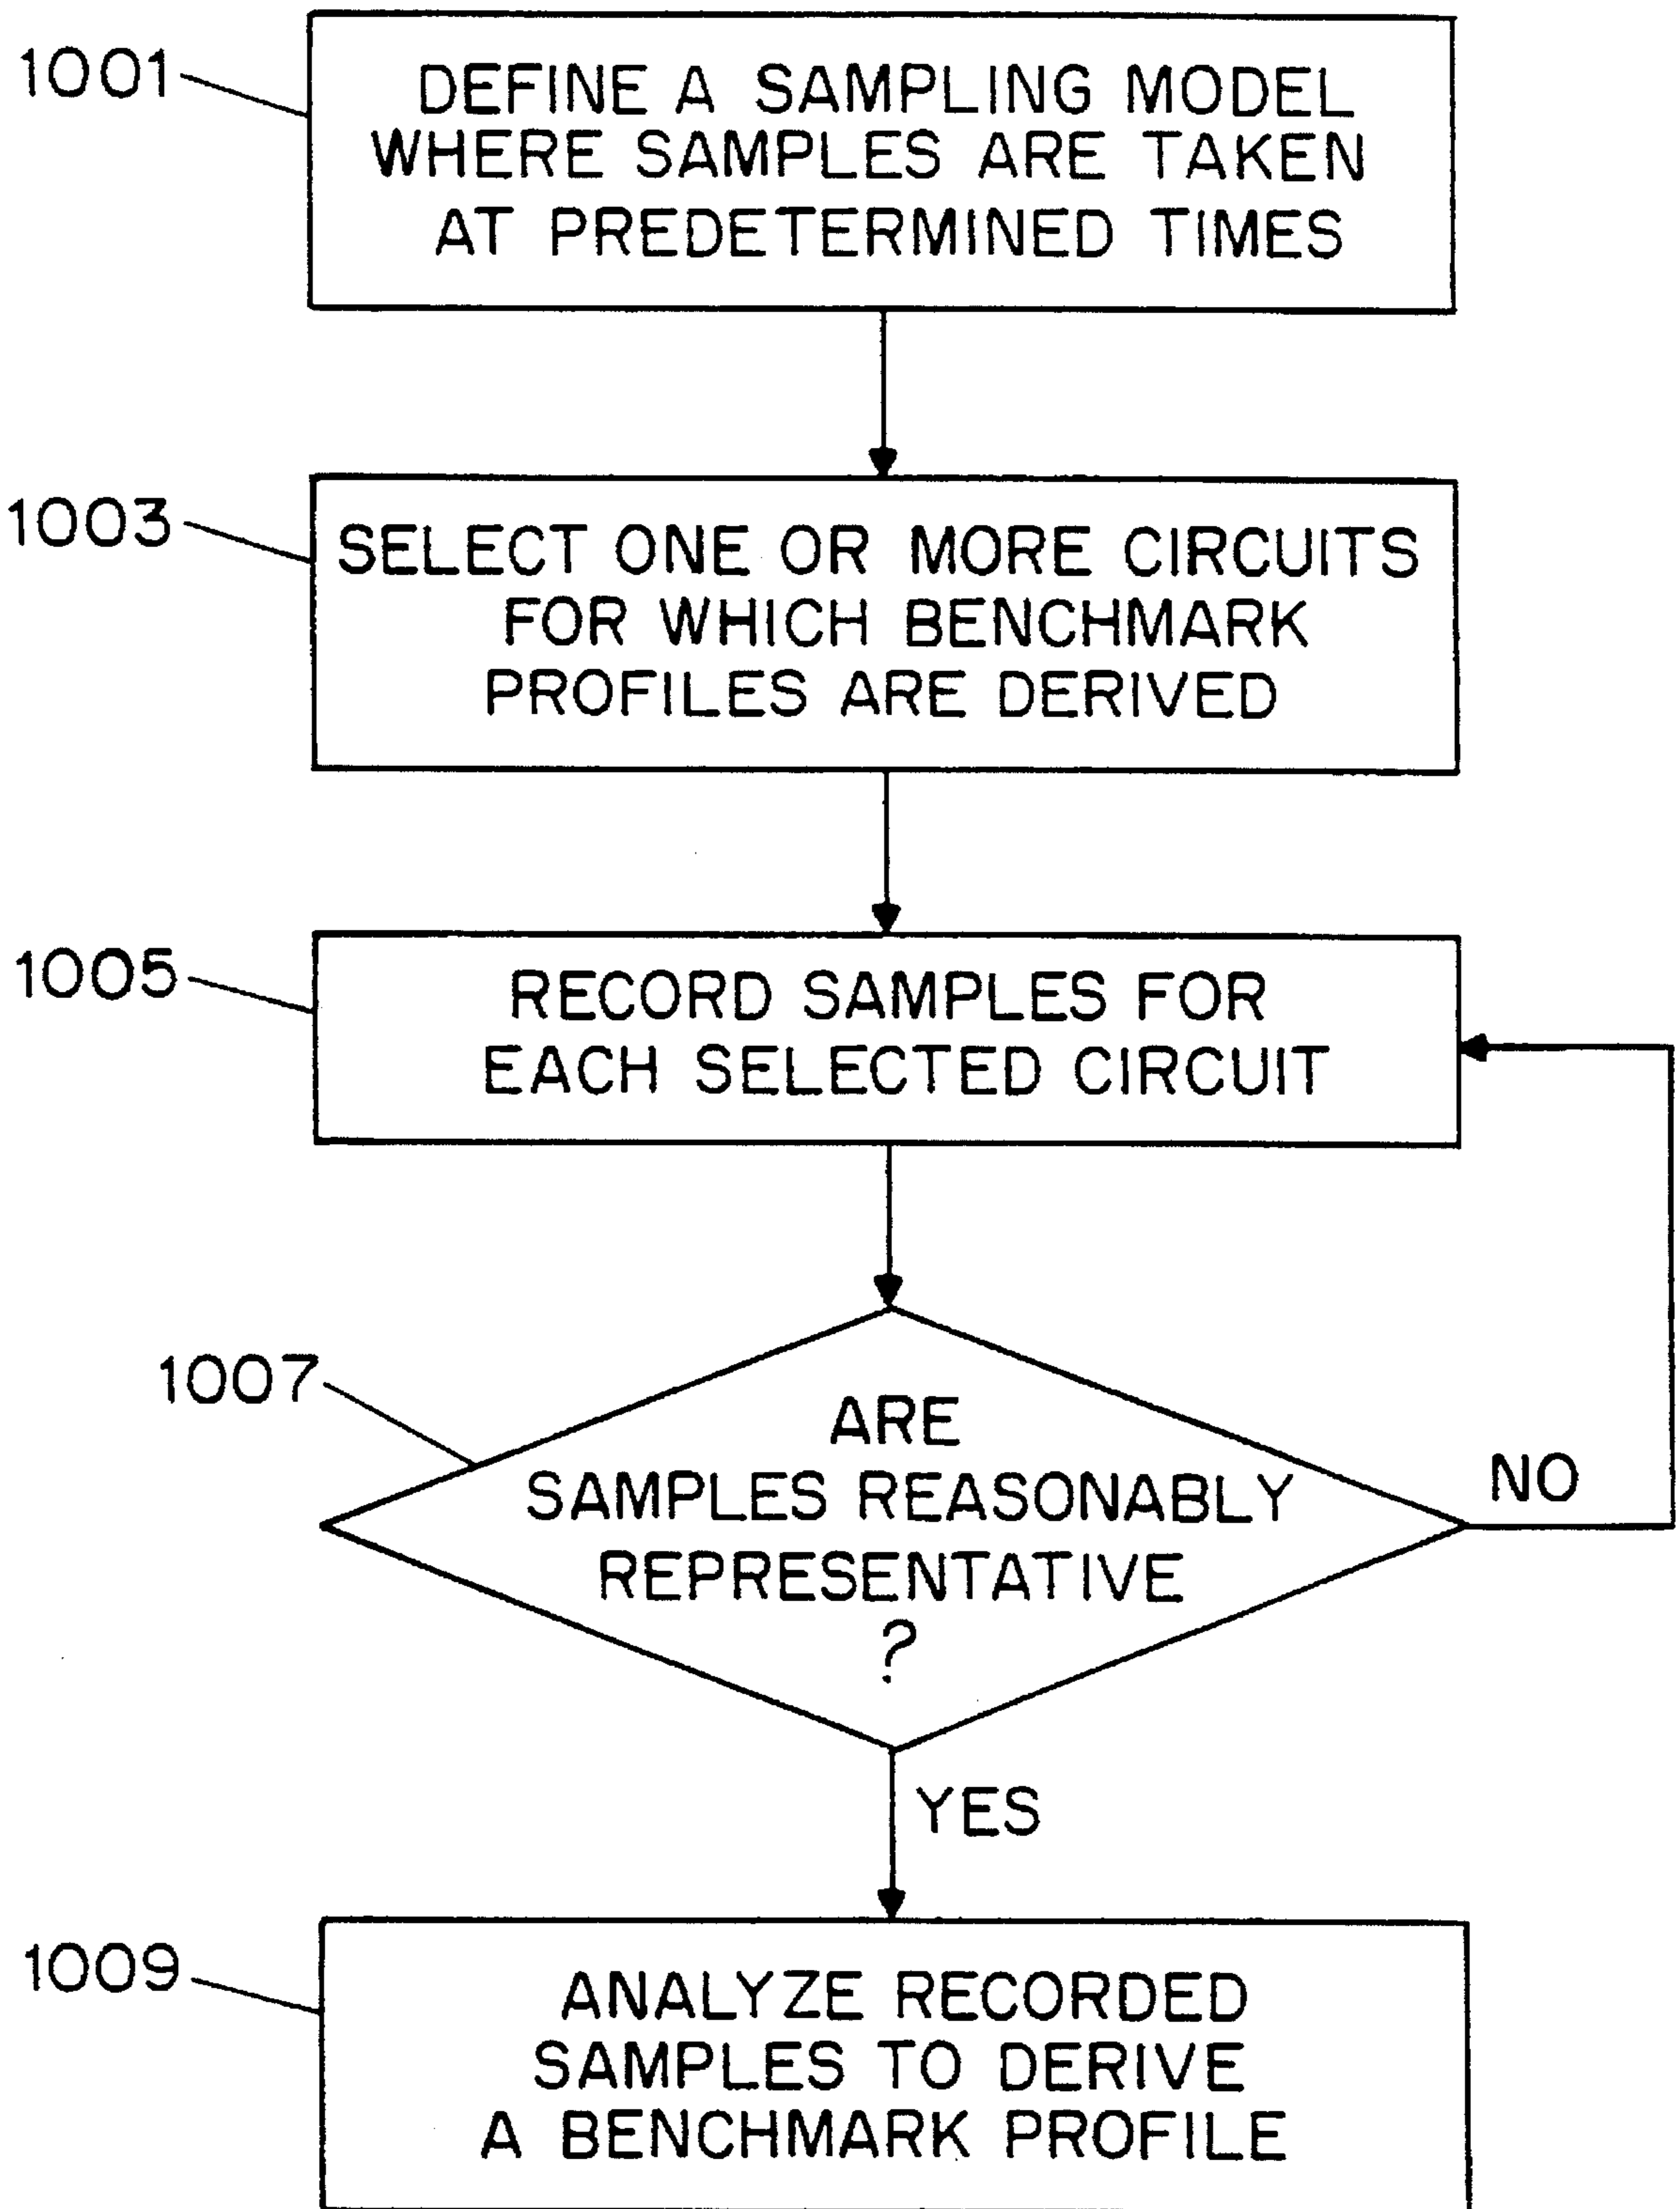 1001
DEFINE A SAMPLING MODEL
WHERE SAMPLES ARE TAKEN
AT PREDETERMINED TIMES
1003
SELECT ONE OR MORE CIRCUITS
FOR WHICH BENCHMARK
PROFILES ARE DERIVED
1005
RECORD SAMPLES FOR
EACH SELECTED CIRCUIT
1007
ARE
SAMPLES REASONABLY
REPRESENTATIVE
?
NO
YES
1009
ANALYZE RECORDED
SAMPLES TO DERIVE
A BENCHMARK PROFILE